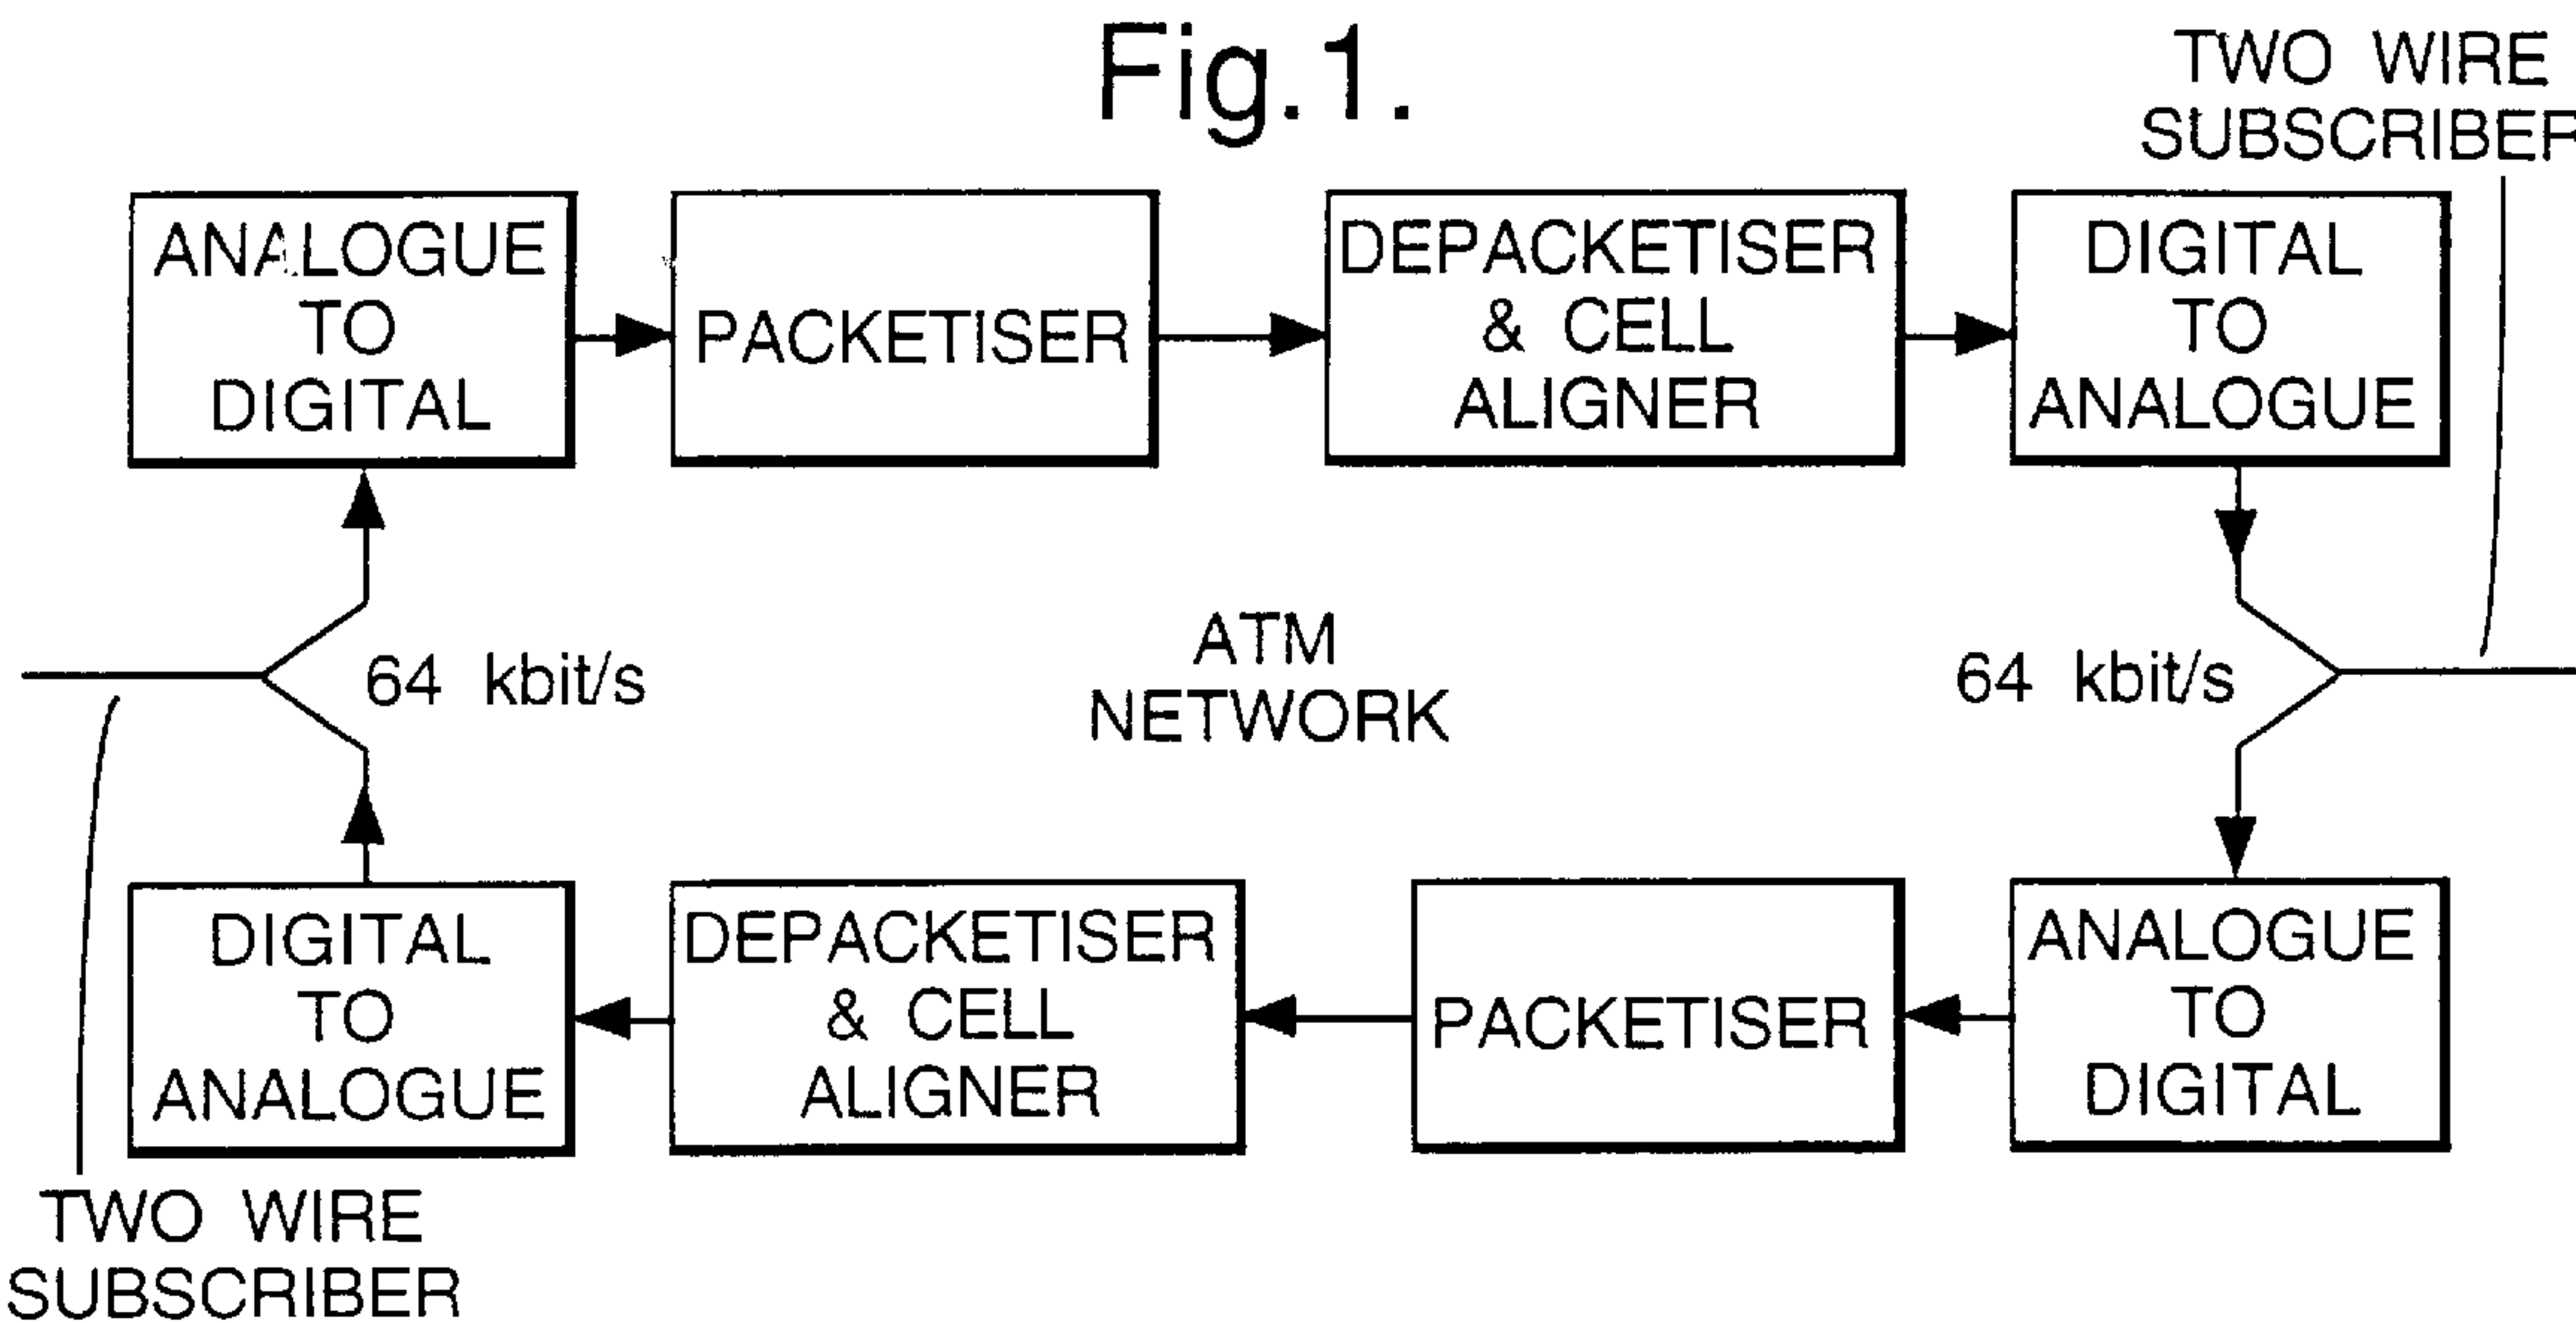 Fig.1.
TWO WIRE
SUBSCRIBER
ANALOGUE
TO
DIGITAL
PACKETISER
DEPACKETISER
& CELL
ALIGNER
DIGITAL
TO
ANALOGUE
64 kbit/s
ATM
NETWORK
64 kbit/s
DIGITAL
TO
ANALOGUE
DEPACKETISER
& CELL
ALIGNER
PACKETISER
ANALOGUE
TO
DIGITAL
TWO WIRE
SUBSCRIBER